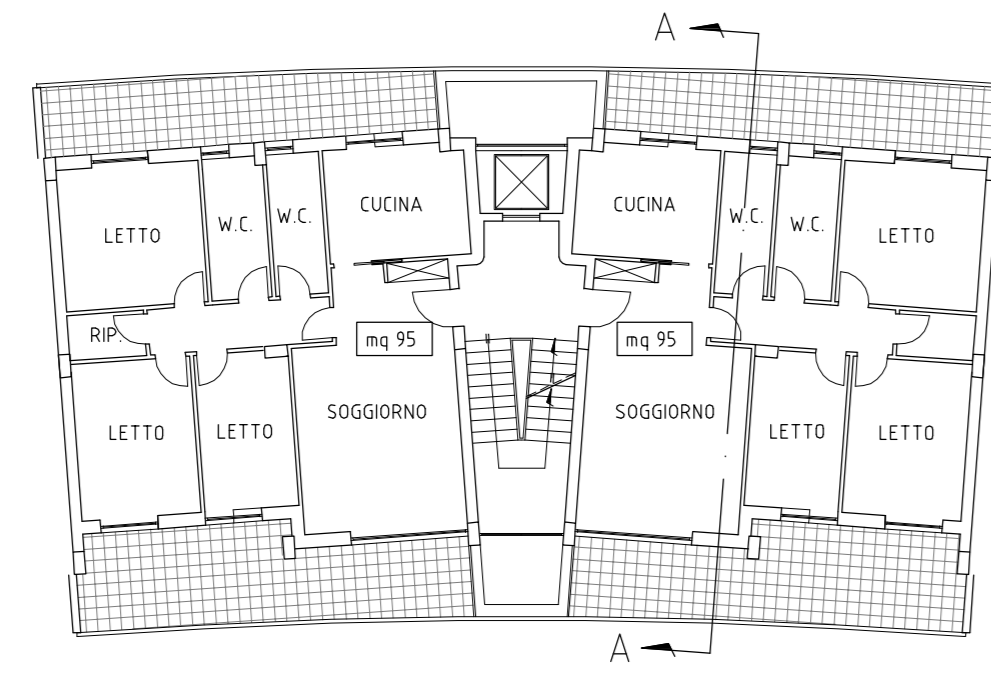 A
CUCINA
CUCINA
LETTO
W.C.
W.C.
W.C.
W.C.
LETTO
RIP.
mq 95
mq 95
LETTO
LETTO
SOGGIORNO
SOGGIORNO
LETTO
LETTO
A